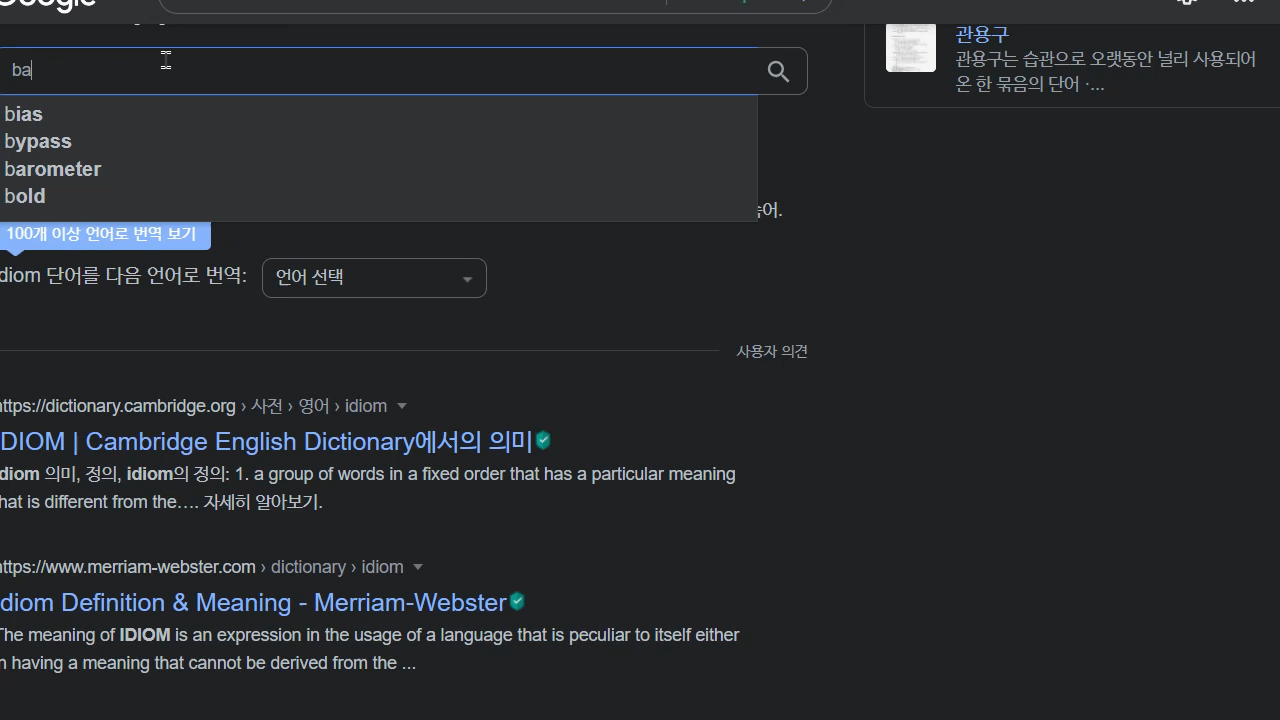 관용구
관용구는 습관으로 오랫동안 널리 사용되어
온 한 묶음의 단어 ·...
ba
bias
bypass
barometer
bold
어.
100개 이상 언어로 번역 보기
diom 단어를 다음 언어로 번역:
언어 선택
사용자 의견
ttps://dictionary.cambridge.org › 사전 › 영어 › idiom
DIOM | Cambridge English Dictionary에서의 의미
diom 의미, 정의, idiom의 정의: 1. a group of words in a fixed order that has a particular meaning
hat is different from the.… 자세히 알아보기.
ttps://www.merriam-webster.com › dictionary › idiom
diom Definition & Meaning - Merriam-Webster
The meaning of IDIOM is an expression in the usage of a language that is peculiar to itself either
n having a meaning that cannot be derived from the ...